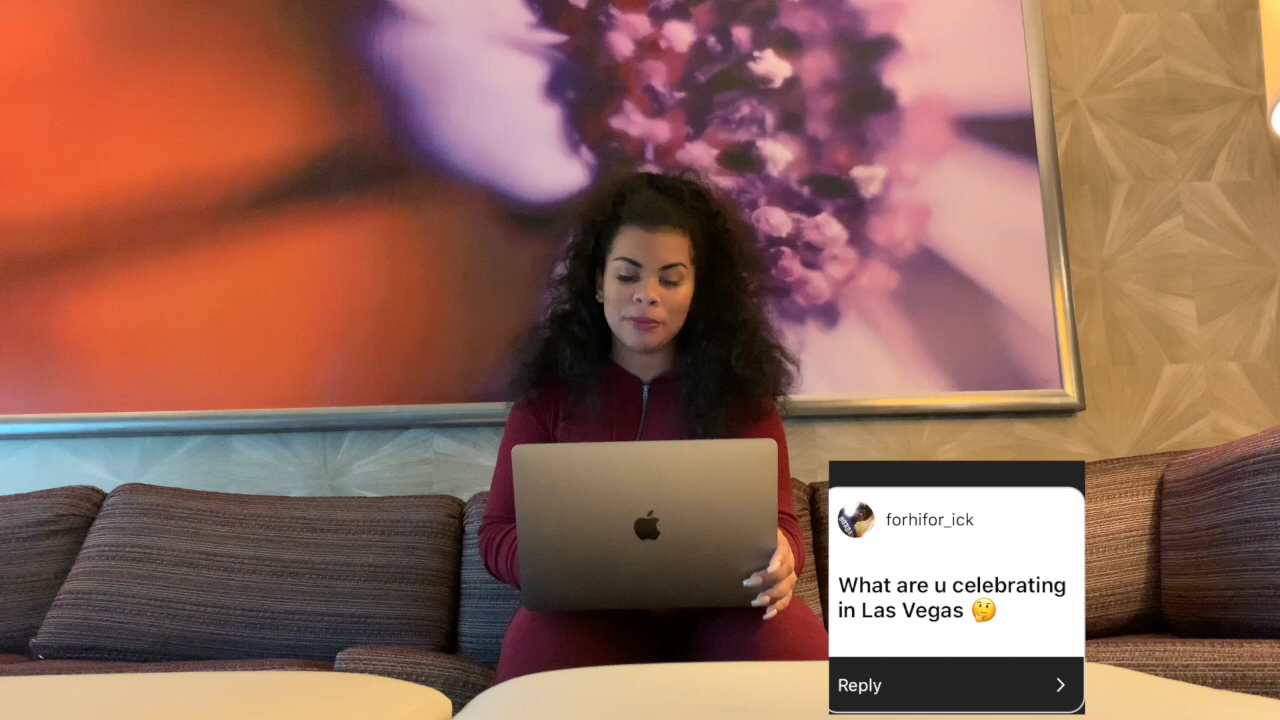 forhifor_ick
What are u celebrating
in Las Vegas 🤔
Reply